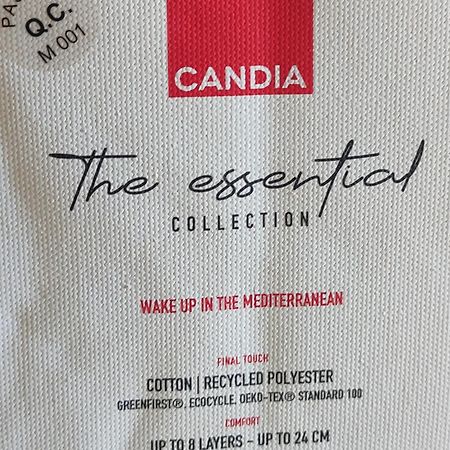 Q.C.
M 001
CANDIA
The essential
COLLECTION
WAKE UP IN THE MEDITERRANEAN
FINAL TOUCH
COTTON | RECYCLED POLYESTER
GREENFIRST®, ECOCYCLE, OEKO-TEX® STANDARD 100
COMFORT
UP TO 8 LAYERS - UP TO 24 CM